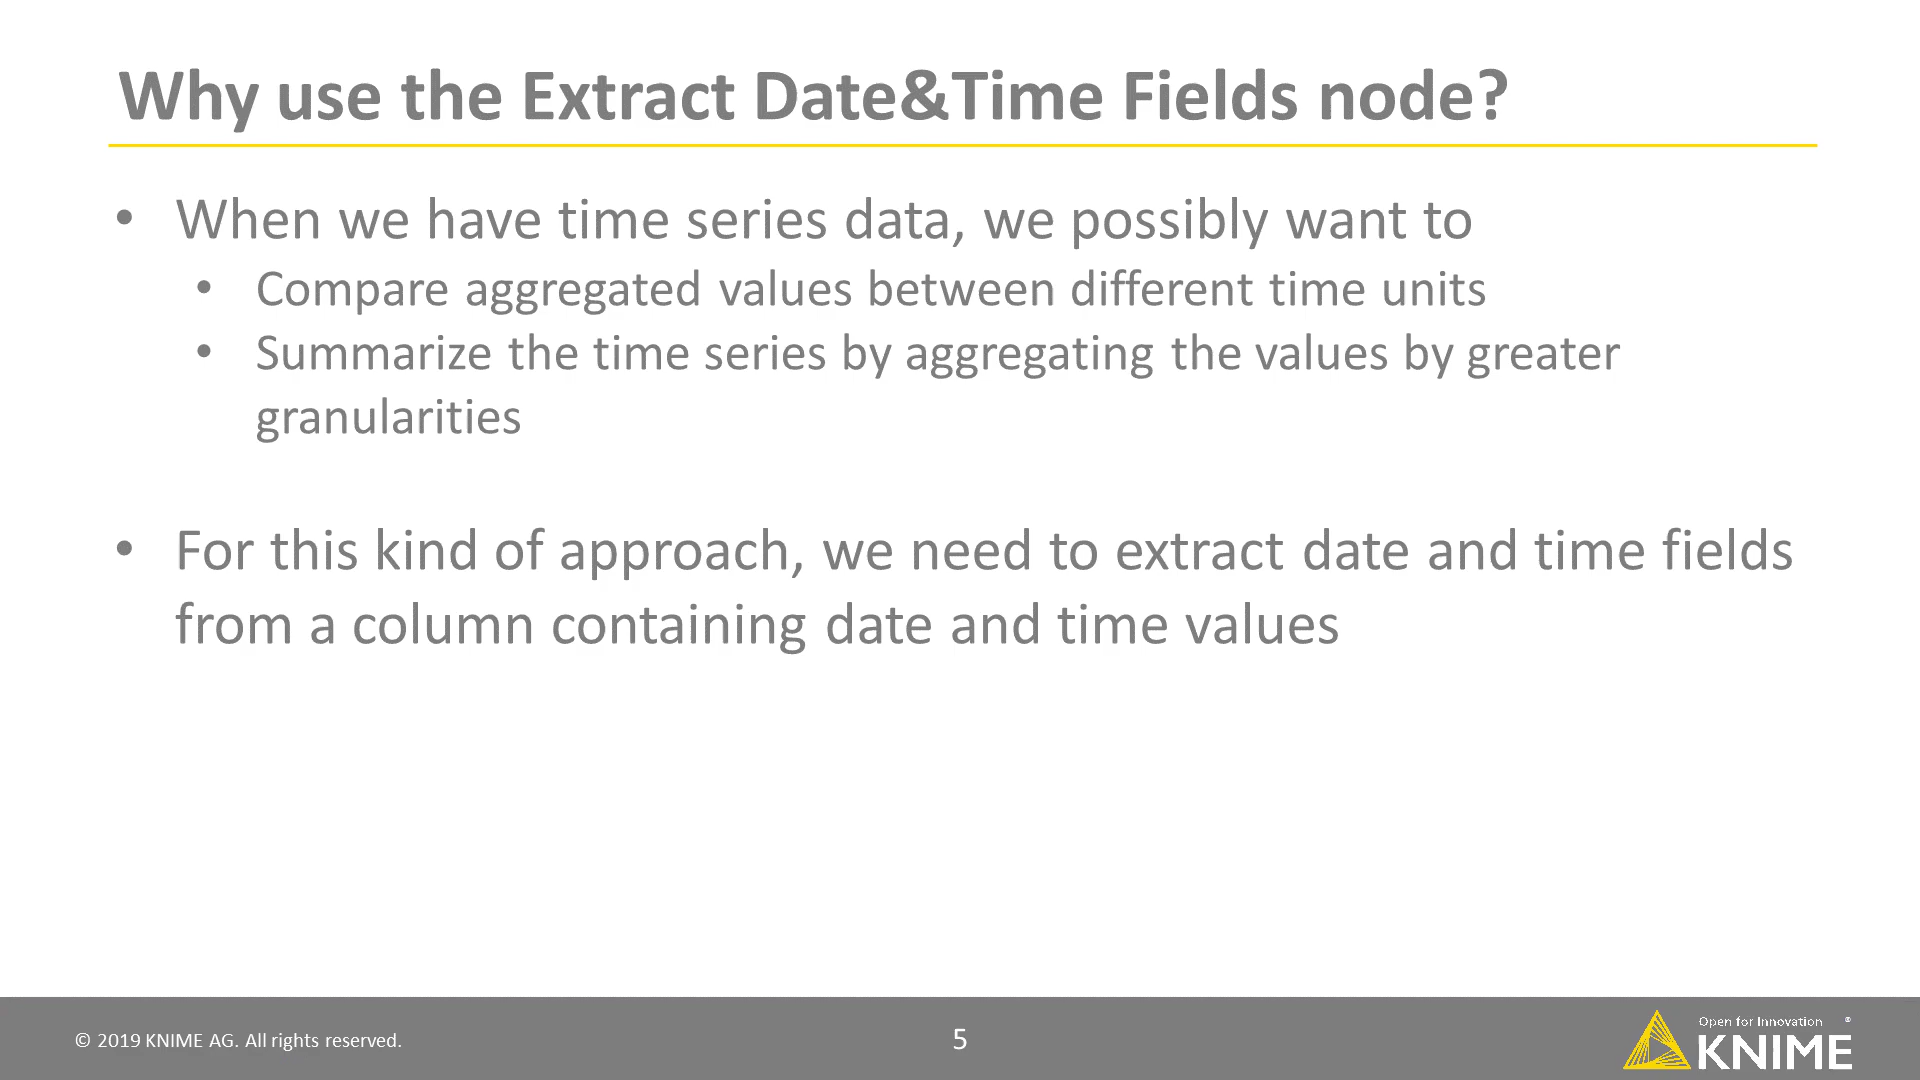 Why use the Extract Date&Time Fields node?
• When we have time series data, we possibly want to
• Compare aggregated values between different time units
• Summarize the time series by aggregating the values by greater
granularities
• For this kind of approach, we need to extract date and time fields
from a column containing date and time values
© 2019 KNIME AG. All rights reserved.
5
Open for Innovation ®
KNIME